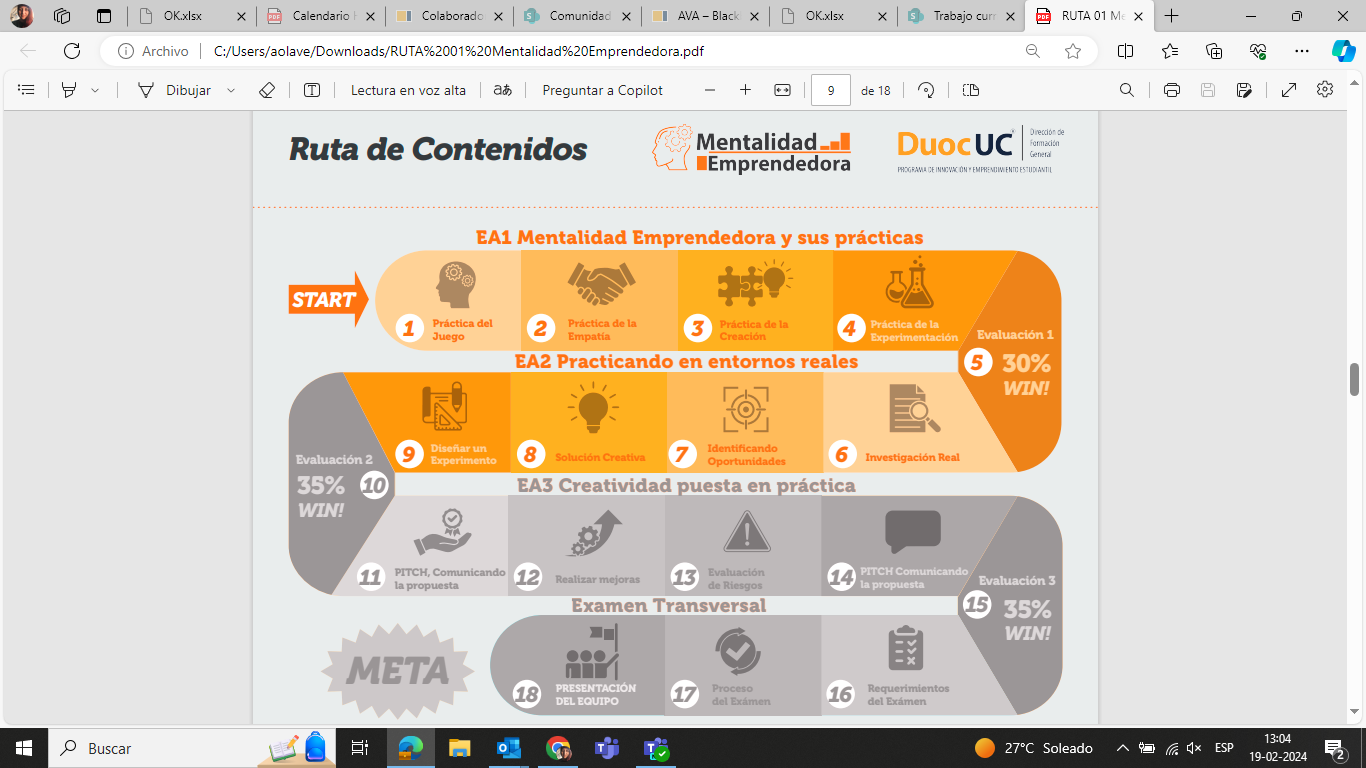 OK.xlsx
Calendario
Colaborado
Comunidad
AVA – Black
OK.xlsx
Trabajo curr
RUTA 01 Me
Archivo
C:/Users/aolave/Downloads/RUTA%2001%20Mentalidad%20Emprendedora.pdf
Dibujar
Lectura en voz alta
aあ
Preguntar a Copilot
9
de 18
Ruta de Contenidos
Mentalidad
Emprendedora
Duoc UC
Dirección de
Formación
General
PROGRAMA DE INNOVACIÓN Y EMPRENDIMIENTO ESTUDIANTIL
EA1 Mentalidad Emprendedora y sus prácticas
START
1 Práctica del
Juego
2 Práctica de la
Empatía
3 Práctica de la
Creación
4 Práctica de la
Experimentación
Evaluación 1
5 30%
WIN!
EA2 Practicando en entornos reales
9 Diseñar un
Experimento
8 Solución Creativa
7 Identificando
Oportunidades
6 Investigación Real
Evaluación 2
35% 10
WIN!
EA3 Creatividad puesta en práctica
11 PITCH, Comunicando
la propuesta
12 Realizar mejoras
13 Evaluación
de Riesgos
14 PITCH Comunicando
la propuesta
Evaluación 3
15 35%
WIN!
Examen Transversal
META
18 PRESENTACIÓN
DEL EQUIPO
17 Proceso
del Exámen
16 Requerimientos
del Exámen
Buscar
27°C Soleado
ESP
13:04
19-02-2024
2